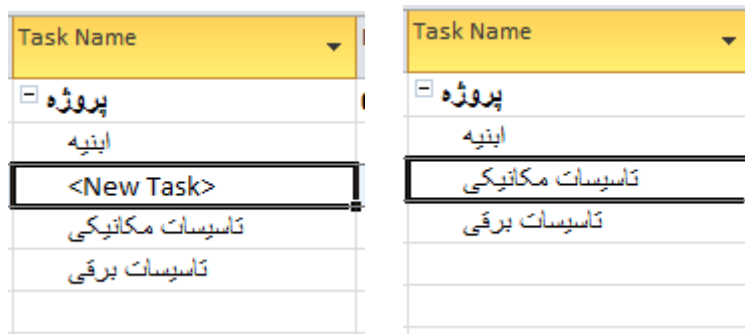 Task Name
پروژه
ابنیه
<New Task>
تاسیسات مکانیکی
تاسیسات برقی
Task Name
پروژه
ابنیه
تاسیسات مکانیکی
تاسیسات برقی